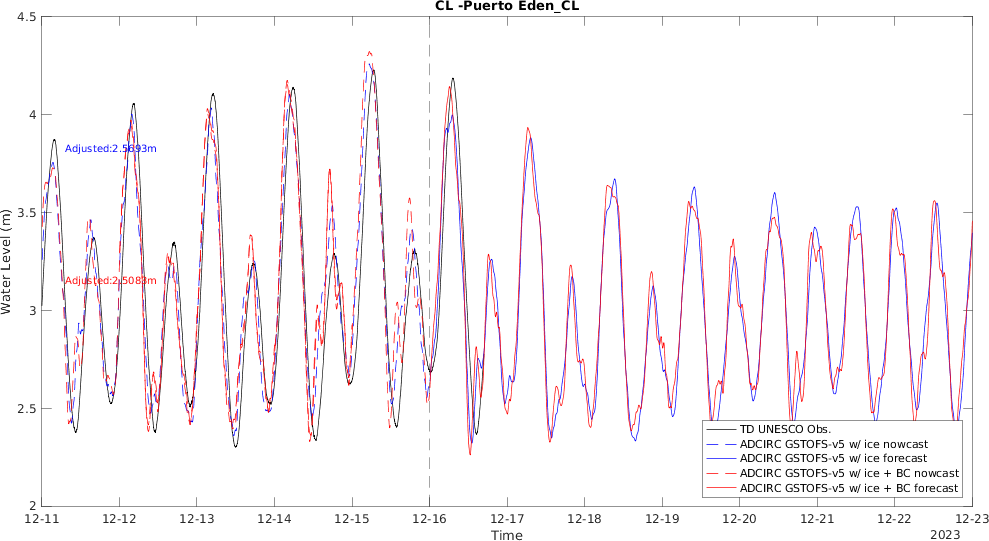 CL -Puerto Eden_CL
Water Level (m)
4.5
4
3.5
3
2.5
2
Adjusted:2.5693m
Adjusted:2.5083m
TD UNESCO Obs.
ADCIRC GSTOFS-v5 w/ ice nowcast
ADCIRC GSTOFS-v5 w/ ice forecast
ADCIRC GSTOFS-v5 w/ ice + BC nowcast
ADCIRC GSTOFS-v5 w/ ice + BC forecast
12-11 12-12 12-13 12-14 12-15 12-16 12-17 12-18 12-19 12-20 12-21 12-22 12-23
Time
2023